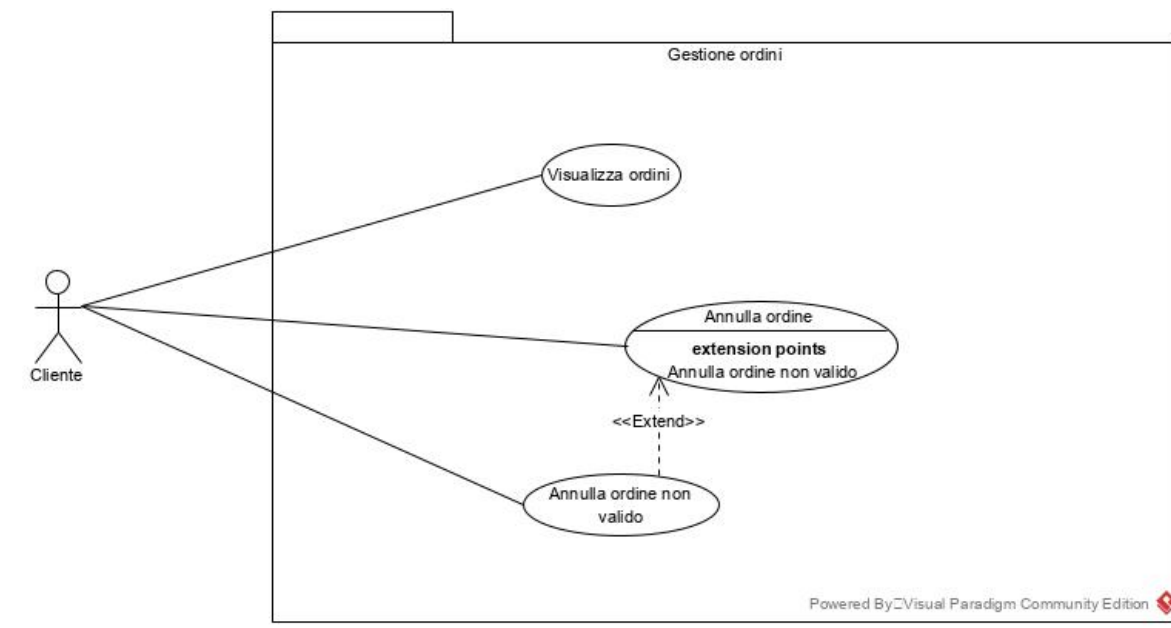 Gestione ordini
Visualizza ordini
Annulla ordine
extension points
Annulla ordine non valido
Cliente
<<Extend>>
Annulla ordine non
valido
Powered By Visual Paradigm Community Edition